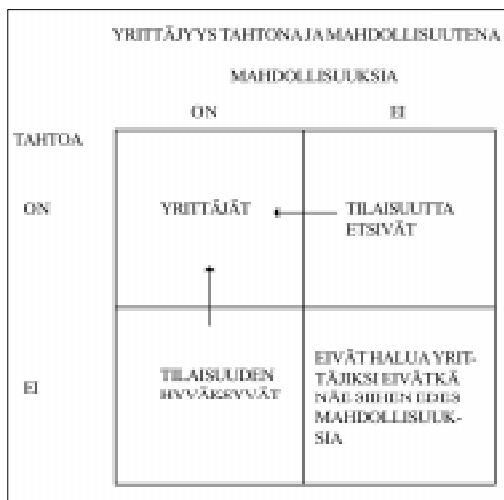 YRITTÄJYYS TAHTONA JA MAHDOLLISUUTENA
MAHDOLLISUUKSIA
ON EI
TAHTOA
ON YRITTÄJÄT TILAISUUTTA
ETSIVÄT
EI TILAISUUDEN
HYVÄKSYVÄT
EIVÄT HALUA YRIT-
TÄJIKSI EIVÄTKÄ
NÄE SIIHEN EDES
MAHDOLLISUUK-
SIA